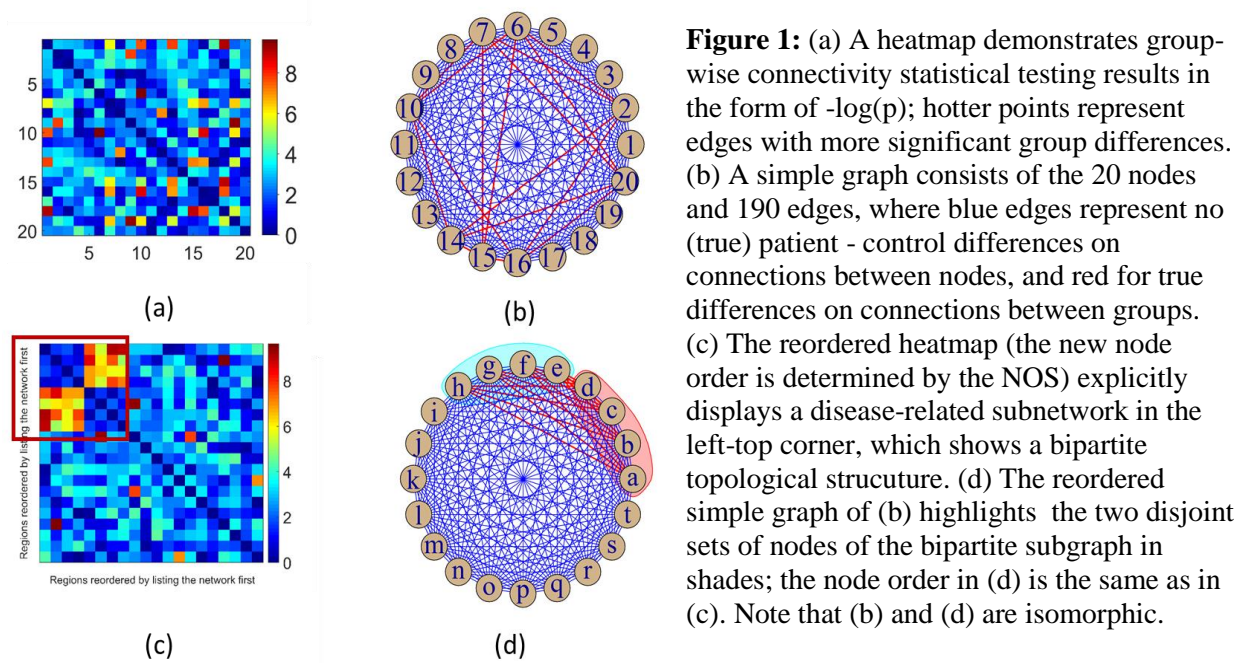 5
10
15
20
5
10
15
20
8
6
4
2
0
(a)
6
5
4
3
2
1
20
19
18
17
16
15
14
13
12
11
10
9
8
7
(b)
Regions reordered by listing the network first
Regions reordered by listing the network first
8
6
4
2
0
(c)
f
e
d
c
b
a
t
s
r
q
p
o
n
m
l
k
j
i
h
g
(d)
Figure 1: (a) A heatmap demonstrates group-
wise connectivity statistical testing results in
the form of -log(p); hotter points represent
edges with more significant group differences.
(b) A simple graph consists of the 20 nodes
and 190 edges, where blue edges represent no
(true) patient - control differences on
connections between nodes, and red for true
differences on connections between groups.
(c) The reordered heatmap (the new node
order is determined by the NOS) explicitly
displays a disease-related subnetwork in the
left-top corner, which shows a bipartite
topological strucuture. (d) The reordered
simple graph of (b) highlights the two disjoint
sets of nodes of the bipartite subgraph in
shades; the node order in (d) is the same as in
(c). Note that (b) and (d) are isomorphic.